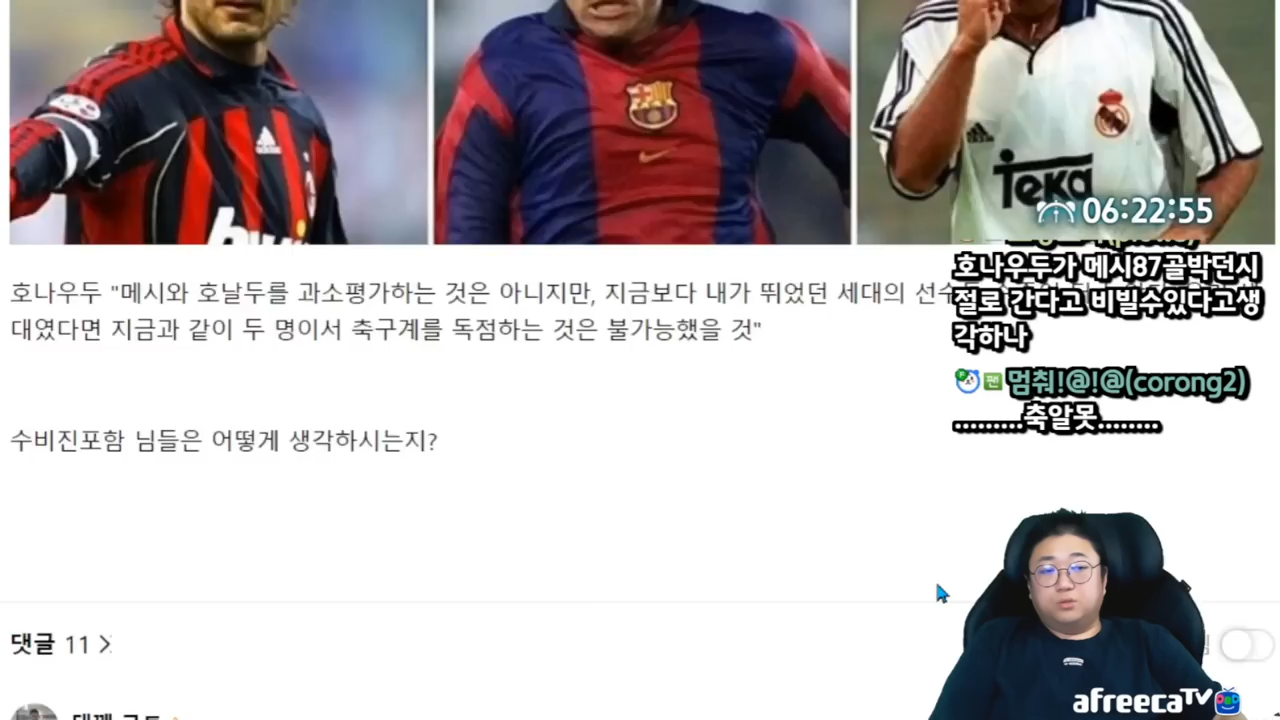 bwin
Teka
06:22:55
호나우두 "메시와 호날두를 과소평가하는 것은 아니지만, 지금보다 내가 뛰었던 세대의 선수
대였다면 지금과 같이 두 명이서 축구계를 독점하는 것은 불가능했을 것"
호나우두가 메시87골박던시
절로 간다고 비빌수있다고생
각하나
팬 멈춰!@!@(corong2)
.........축알못........
수비진포함 님들은 어떻게 생각하시는지?
댓글 11 >
afreecaTV